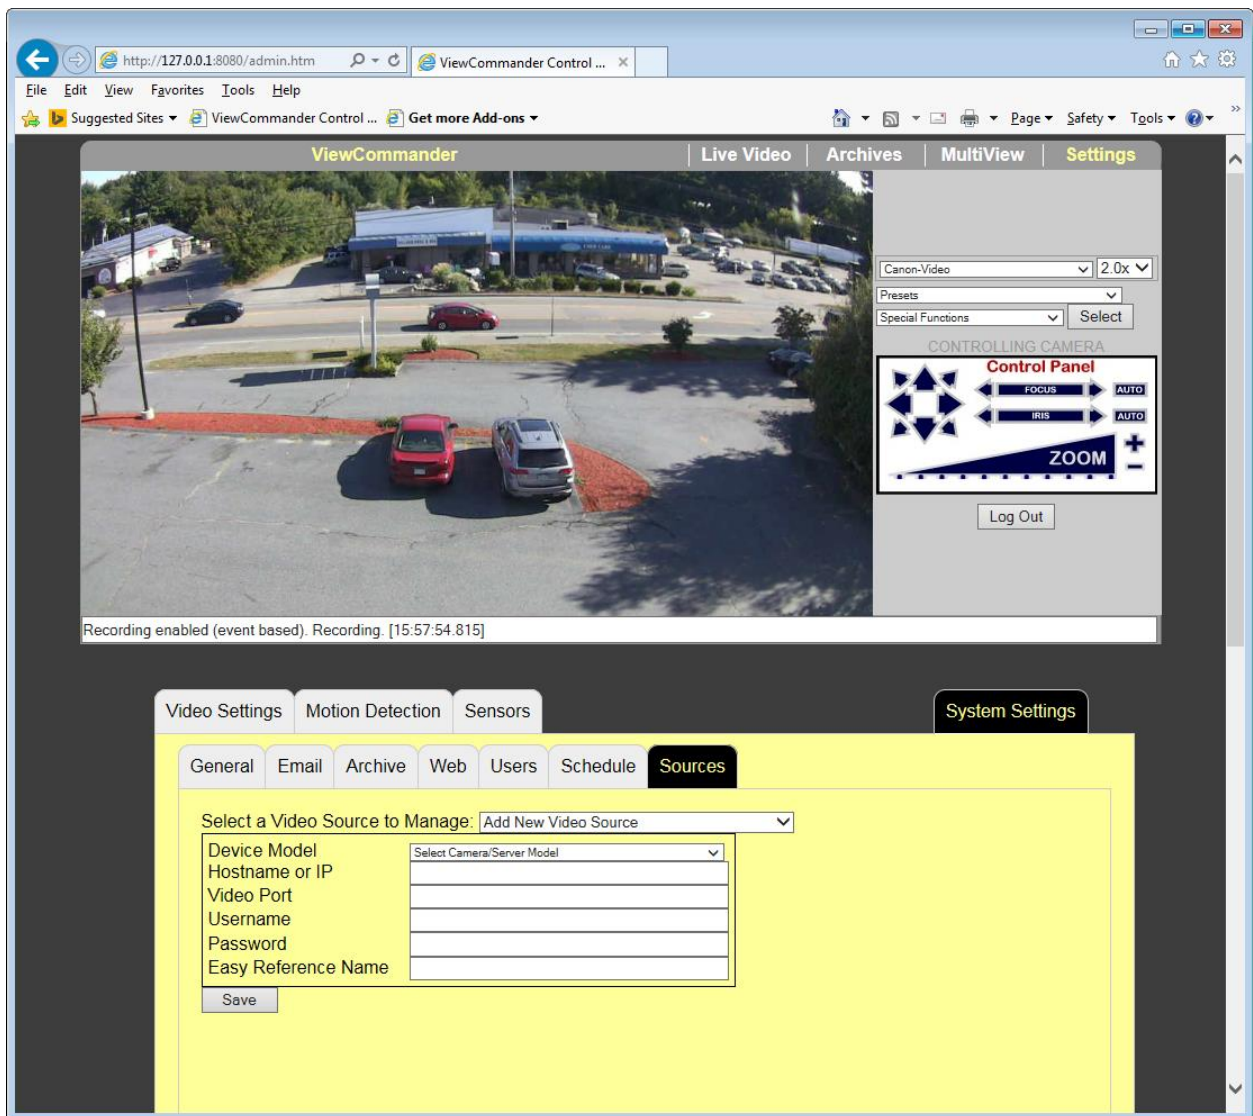 http://127.0.0.1:8080/admin.htm
ViewCommander Control ...
File Edit View Favorites Tools Help
Suggested Sites ViewCommander Control ... Get more Add-ons
Page Safety Tools
ViewCommander Live Video Archives MultiView Settings
Canon-Video 2.0x
Presets
Special Functions Select
CONTROLLING CAMERA
Control Panel
FOCUS AUTO
IRIS AUTO
ZOOM
Log Out
Recording enabled (event based). Recording. [15:57:54.815]
Video Settings Motion Detection Sensors System Settings
General Email Archive Web Users Schedule Sources
Select a Video Source to Manage: Add New Video Source
Device Model Select Camera/Server Model
Hostname or IP
Video Port
Username
Password
Easy Reference Name
Save